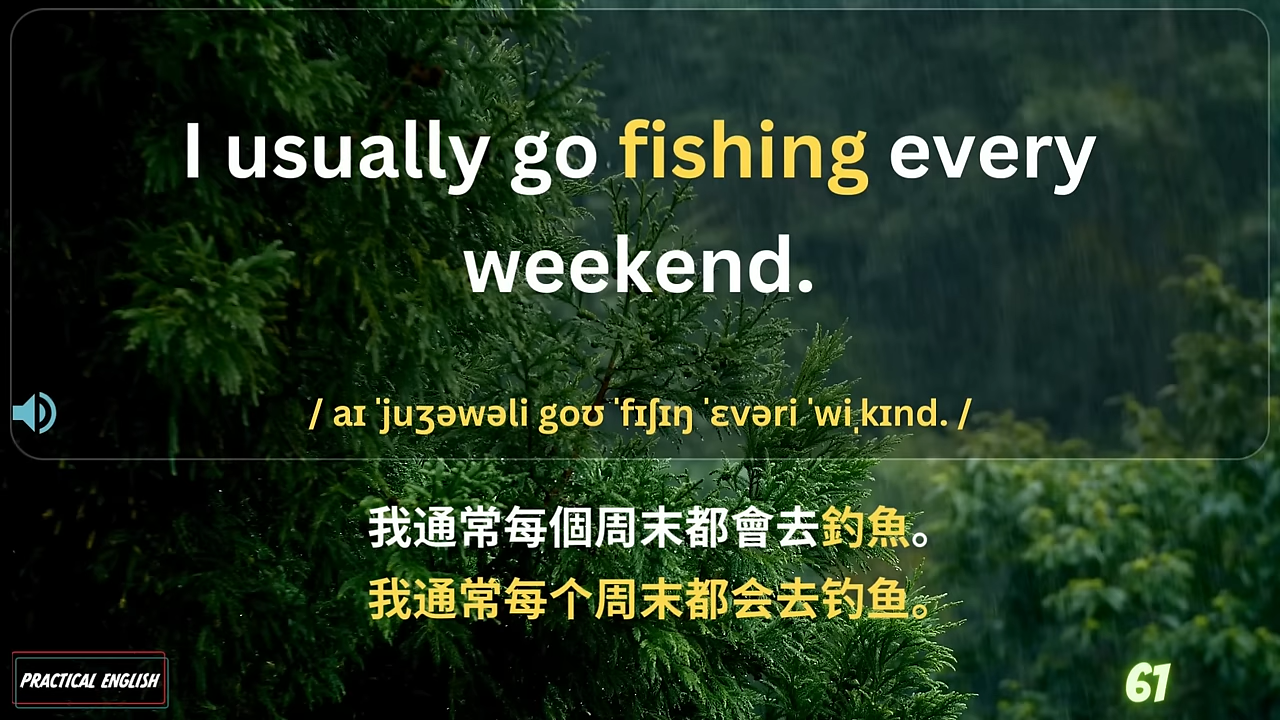 I usually go fishing every
weekend.
/ aɪ ˈjuʒəwəli goʊ ˈfɪʃɪŋ ˈɛvəri ˈwiˌkɪnd. /
我通常每個周末都會去釣魚。
我通常每个周末都会去钓鱼。
PRACTICAL ENGLISH
61